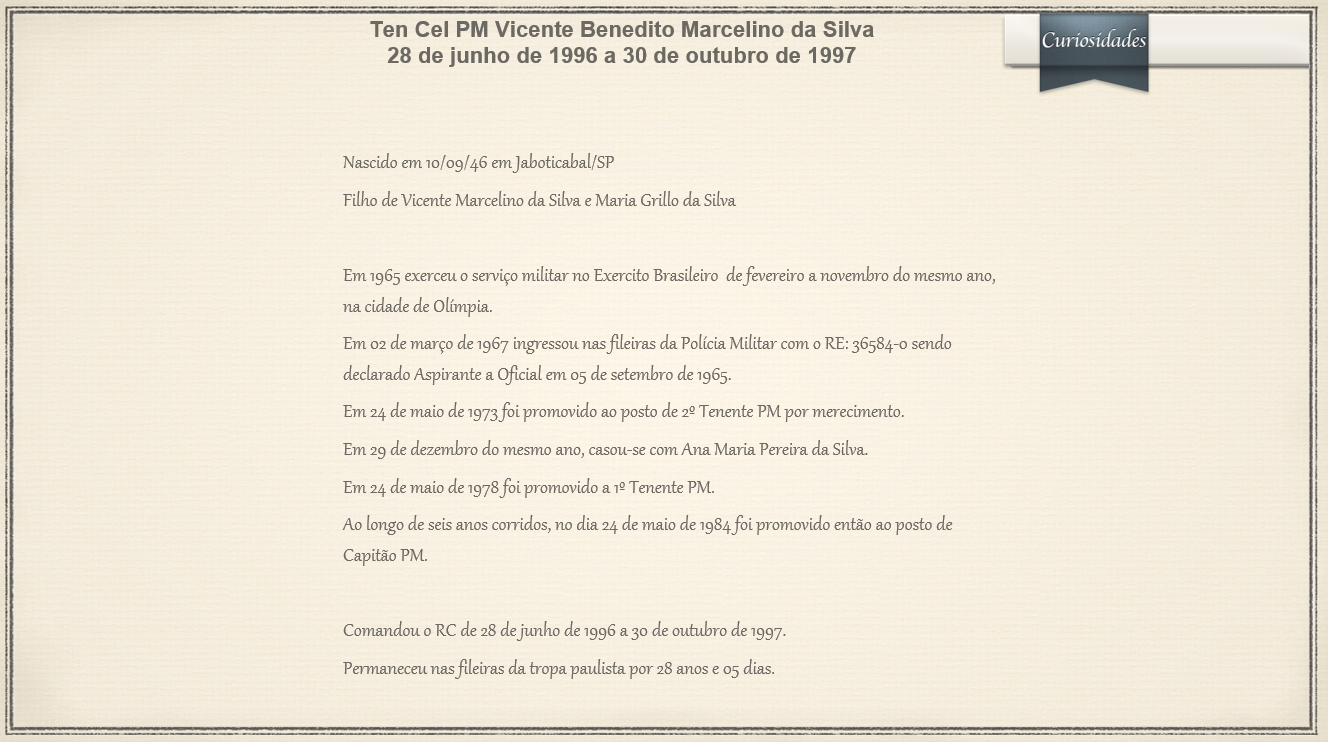 Ten Cel PM Vicente Benedito Marcelino da Silva
28 de junho de 1996 a 30 de outubro de 1997
Curiosidades
Nascido em 10/09/46 em Jaboticabal/SP
Filho de Vicente Marcelino da Silva e Maria Grillo da Silva
Em 1965 exerceu o serviço militar no Exercito Brasileiro  de fevereiro a novembro do mesmo ano,
na cidade de Olímpia.
Em 02 de março de 1967 ingressou nas fileiras da Polícia Militar com o RE: 36584-0 sendo
declarado Aspirante a Oficial em 05 de setembro de 1965.
Em 24 de maio de 1973 foi promovido ao posto de 2º Tenente PM por merecimento.
Em 29 de dezembro do mesmo ano, casou-se com Ana Maria Pereira da Silva.
Em 24 de maio de 1978 foi promovido a 1º Tenente PM.
Ao longo de seis anos corridos, no dia 24 de maio de 1984 foi promovido então ao posto de
Capitão PM.
Comandou o RC de 28 de junho de 1996 a 30 de outubro de 1997.
Permaneceu nas fileiras da tropa paulista por 28 anos e 05 dias.